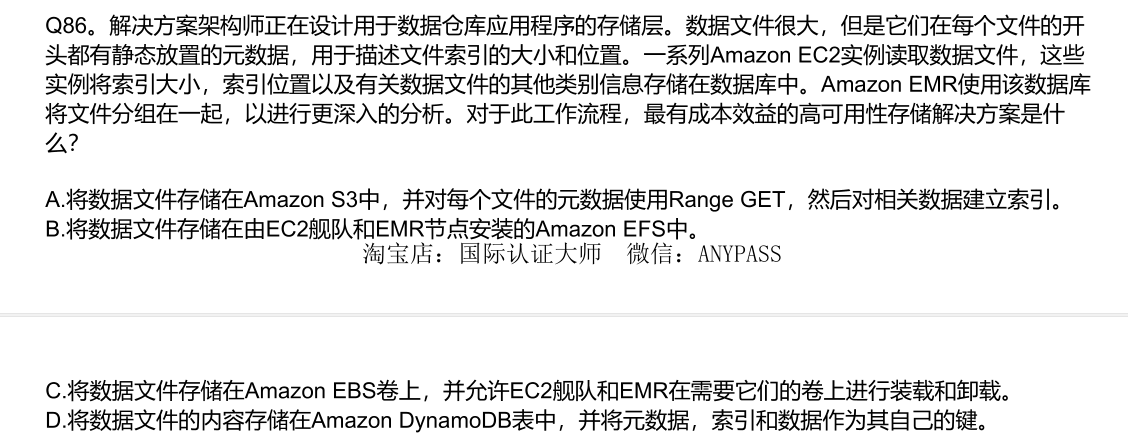 Q86。解决方案架构师正在设计用于数据仓库应用程序的存储层。数据文件很大，但是它们在每个文件的开
头都有静态放置的元数据，用于描述文件索引的大小和位置。一系列Amazon EC2实例读取数据文件，这些
实例将索引大小，索引位置以及有关数据文件的其他类别信息存储在数据库中。Amazon EMR使用该数据库
将文件分组在一起，以进行更深入的分析。对于此工作流程，最有成本效益的高可用性存储解决方案是什
么？
A.将数据文件存储在Amazon S3中，并对每个文件的元数据使用Range GET，然后对相关数据建立索引。
B.将数据文件存储在由EC2舰队和EMR节点安装的Amazon EFS中。
淘宝店：国际认证大师 微信：ANYPASS
C.将数据文件存储在Amazon EBS卷上，并允许EC2舰队和EMR在需要它们的卷上进行装载和卸载。
D.将数据文件的内容存储在Amazon DynamoDB表中，并将元数据，索引和数据作为其自己的键。